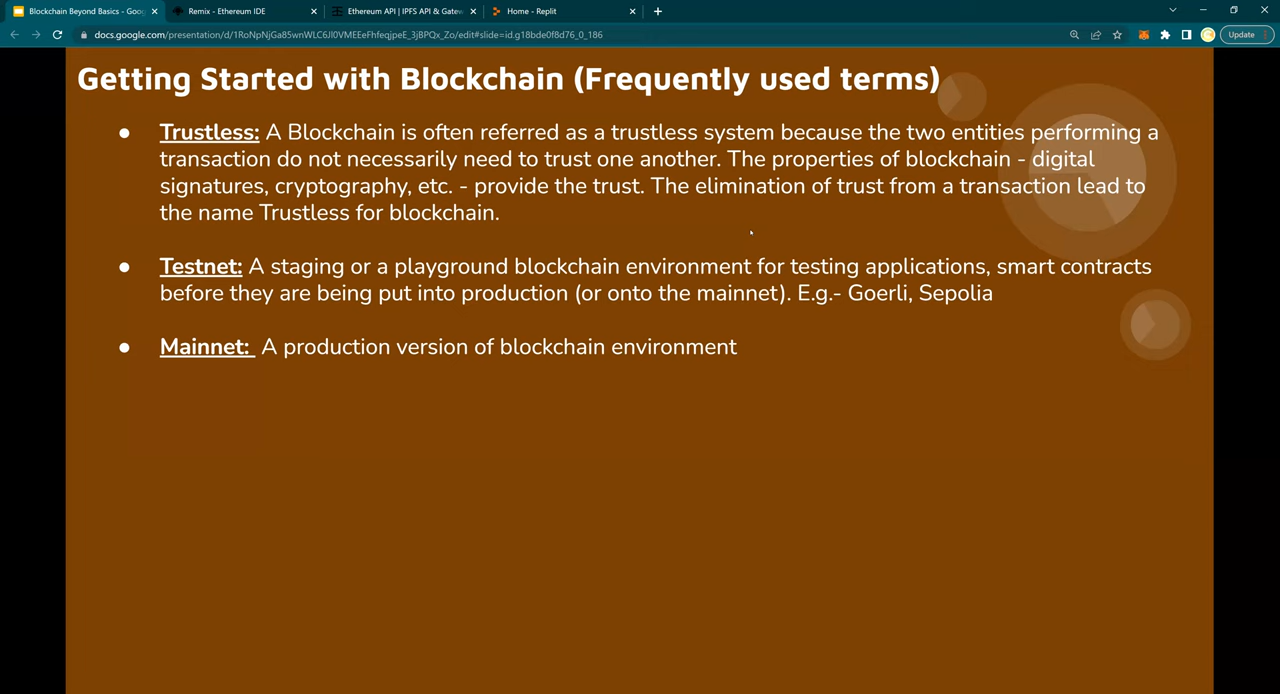 Blockchain Beyond Basics - Goog
Remix - Ethereum IDE
Ethereum API | IPFS API & Gatew
Home - Replit
docs.google.com/presentation/d/1RoNpNjGa85wnWLC6Jl0VMEEeFhfeqjpeE_3jBPQx_Zo/edit#slide=id.g18bde0f8d76_0_186
Update
Getting Started with Blockchain (Frequently used terms)
● Trustless: A Blockchain is often referred as a trustless system because the two entities performing a
transaction do not necessarily need to trust one another. The properties of blockchain - digital
signatures, cryptography, etc. - provide the trust. The elimination of trust from a transaction lead to
the name Trustless for blockchain.
● Testnet: A staging or a playground blockchain environment for testing applications, smart contracts
before they are being put into production (or onto the mainnet). E.g.- Goerli, Sepolia
● Mainnet: A production version of blockchain environment